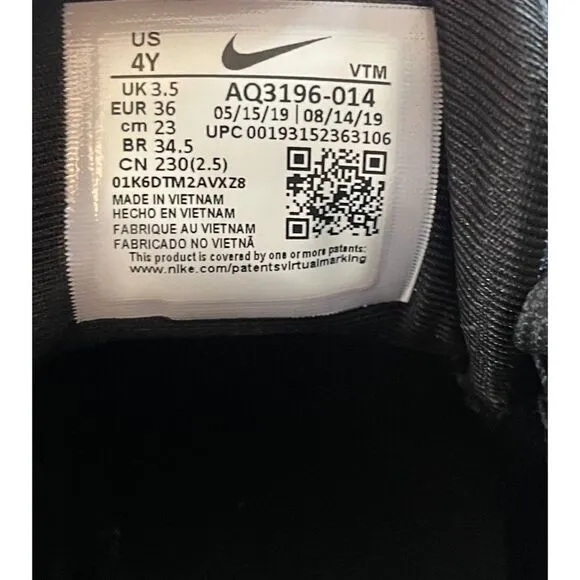 US
4Y
VTM
UK 3.5
EUR 36
cm 23
BR 34.5
CN 230(2.5)
AQ3196-014
05/15/19 | 08/14/19
UPC 00193152363106
01K6DTM2AVXZ8
MADE IN VIETNAM
HECHO EN VIETNAM
FABRIQUE AU VIETNAM
FABRICADO NO VIETNÃ
This product is covered by one or more patents:
www.nike.com/patentsvirtualmarking